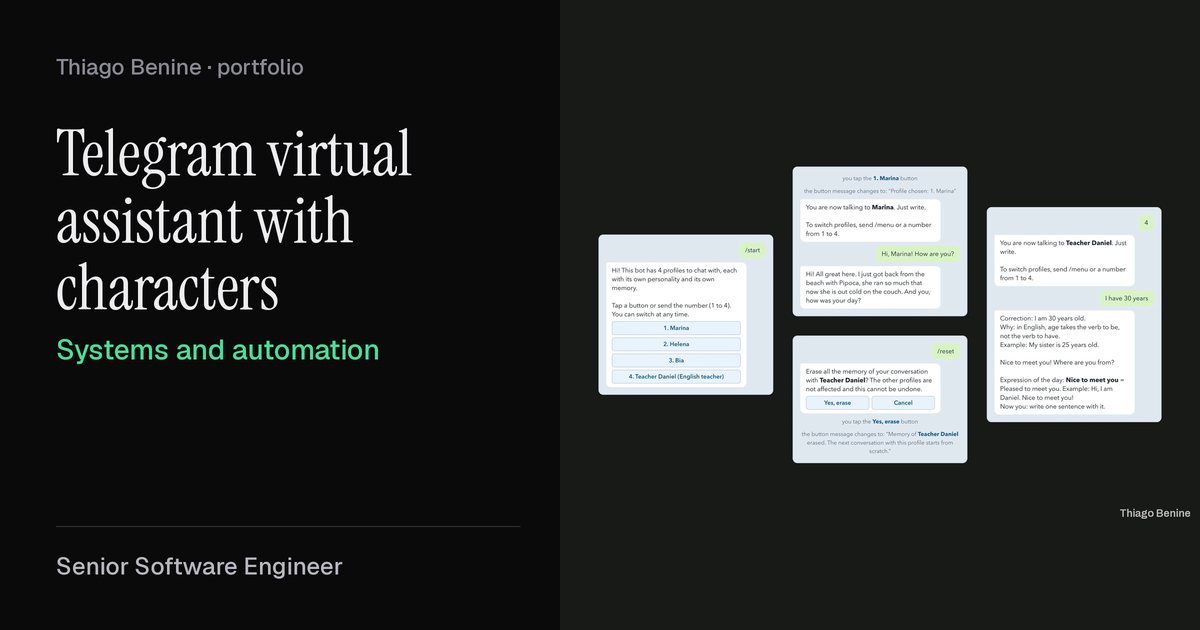 Thiago Benine · portfolio
Telegram virtual
assistant with
characters
Systems and automation
Senior Software Engineer
/start
Hi! This bot has 4 profiles to chat with, each
with its own personality and its own
memory.
Tap a button or send the number (1 to 4).
You can switch at any time.
1. Marina
2. Helena
3. Bia
4. Teacher Daniel (English teacher)
you tap the 1. Marina button
the button message changes to: "Profile chosen: 1. Marina"
You are now talking to Marina. Just write.
To switch profiles, send /menu or a number
from 1 to 4.
Hi, Marina! How are you?
Hi! All great here. I just got back from the
beach with Pipoca, she ran so much that
now she is out cold on the couch. And you,
how was your day?
/reset
Erase all the memory of your conversation
with Teacher Daniel? The other profiles are
not affected and this cannot be undone.
Yes, erase
Cancel
you tap the Yes, erase button
the button message changes to: "Memory of Teacher Daniel
erased. The next conversation with this profile starts from
scratch."
4
You are now talking to Teacher Daniel. Just
write.
To switch profiles, send /menu or a number
from 1 to 4.
I have 30 years
Correction: I am 30 years old.
Why: in English, age takes the verb to be,
not the verb to have.
Example: My sister is 25 years old.
Nice to meet you! Where are you from?
Expression of the day: Nice to meet you =
Pleased to meet you. Example: Hi, I am
Daniel. Nice to meet you!
Now you: write one sentence with it.
Thiago Benine